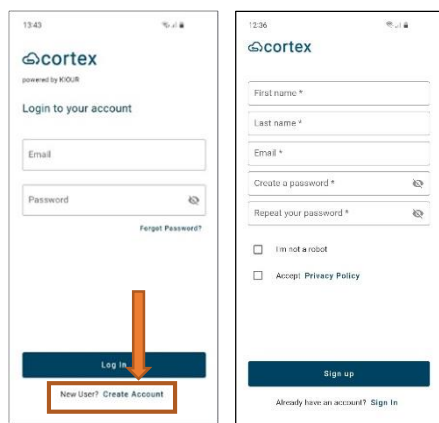 13:43
cortex
powered by KIOUR
Login to your account
Email
Password
Forgot Password?
Log In
New User? Create Account
12:36
cortex
First name *
Last name *
Email *
Create a password *
Repeat your password *
I'm not a robot
Accept Privacy Policy
Sign up
Already have an account? Sign In